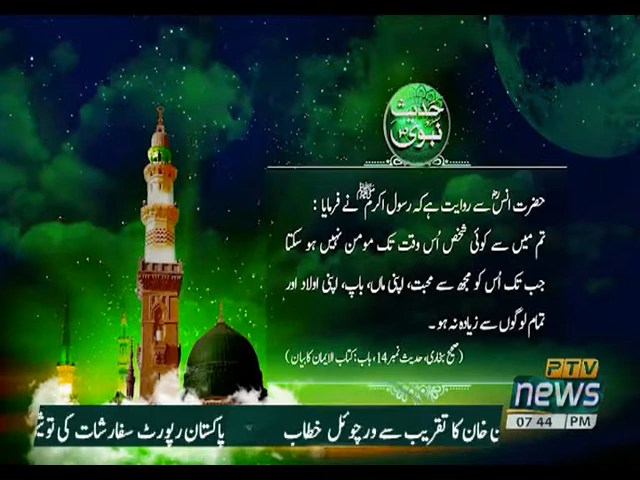 حدیث
نبویؐ
حضرت انسؓ سے روایت ہے کہ رسول اکرم ﷺ نے فرمایا :
تم میں سے کوئی شخص اُس وقت تک مومن نہیں ہو سکتا
جب تک اُس کو مجھ سے محبت، اپنی ماں، باپ، اپنی اولاد اور
تمام لوگوں سے زیادہ نہ ہو۔
(صحیح بخاری، حدیث نمبر 14، باب: کتاب الایمان کا بیان)
PTV
news
07:44 PM
خان کا تقریب سے ورچوئل خطاب
پاکستان رپورٹ سفارشات کی